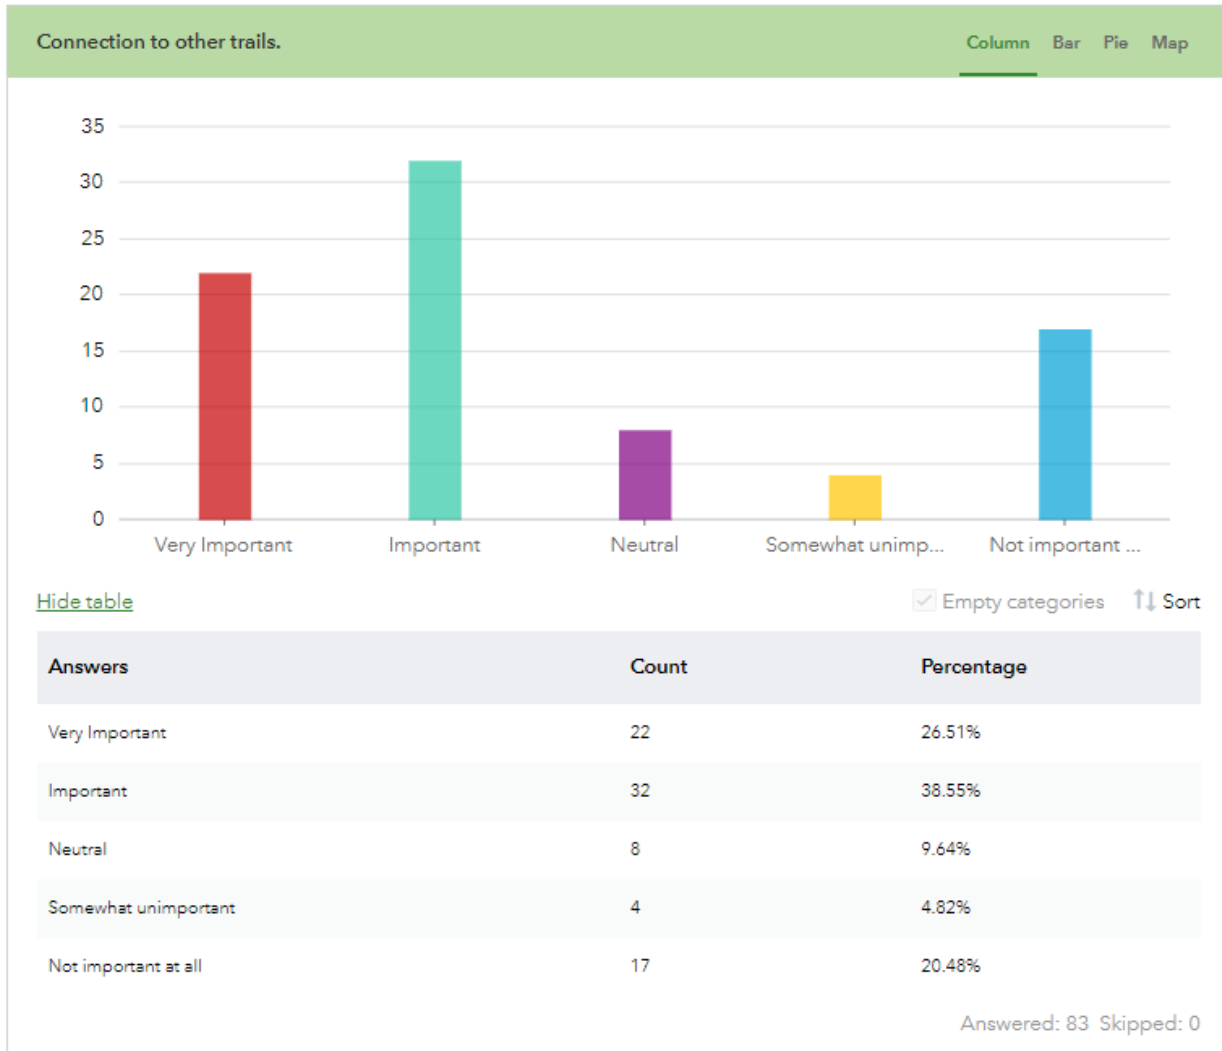 Connection to other trails.
Column Bar Pie Map
35
30
25
20
15
10
5
0
Very Important Important Neutral Somewhat unimp... Not important ...
Hide table
Empty categories Sort
Answers Count Percentage
Very Important 22 26.51%
Important 32 38.55%
Neutral 8 9.64%
Somewhat unimportant 4 4.82%
Not important at all 17 20.48%
Answered: 83 Skipped: 0